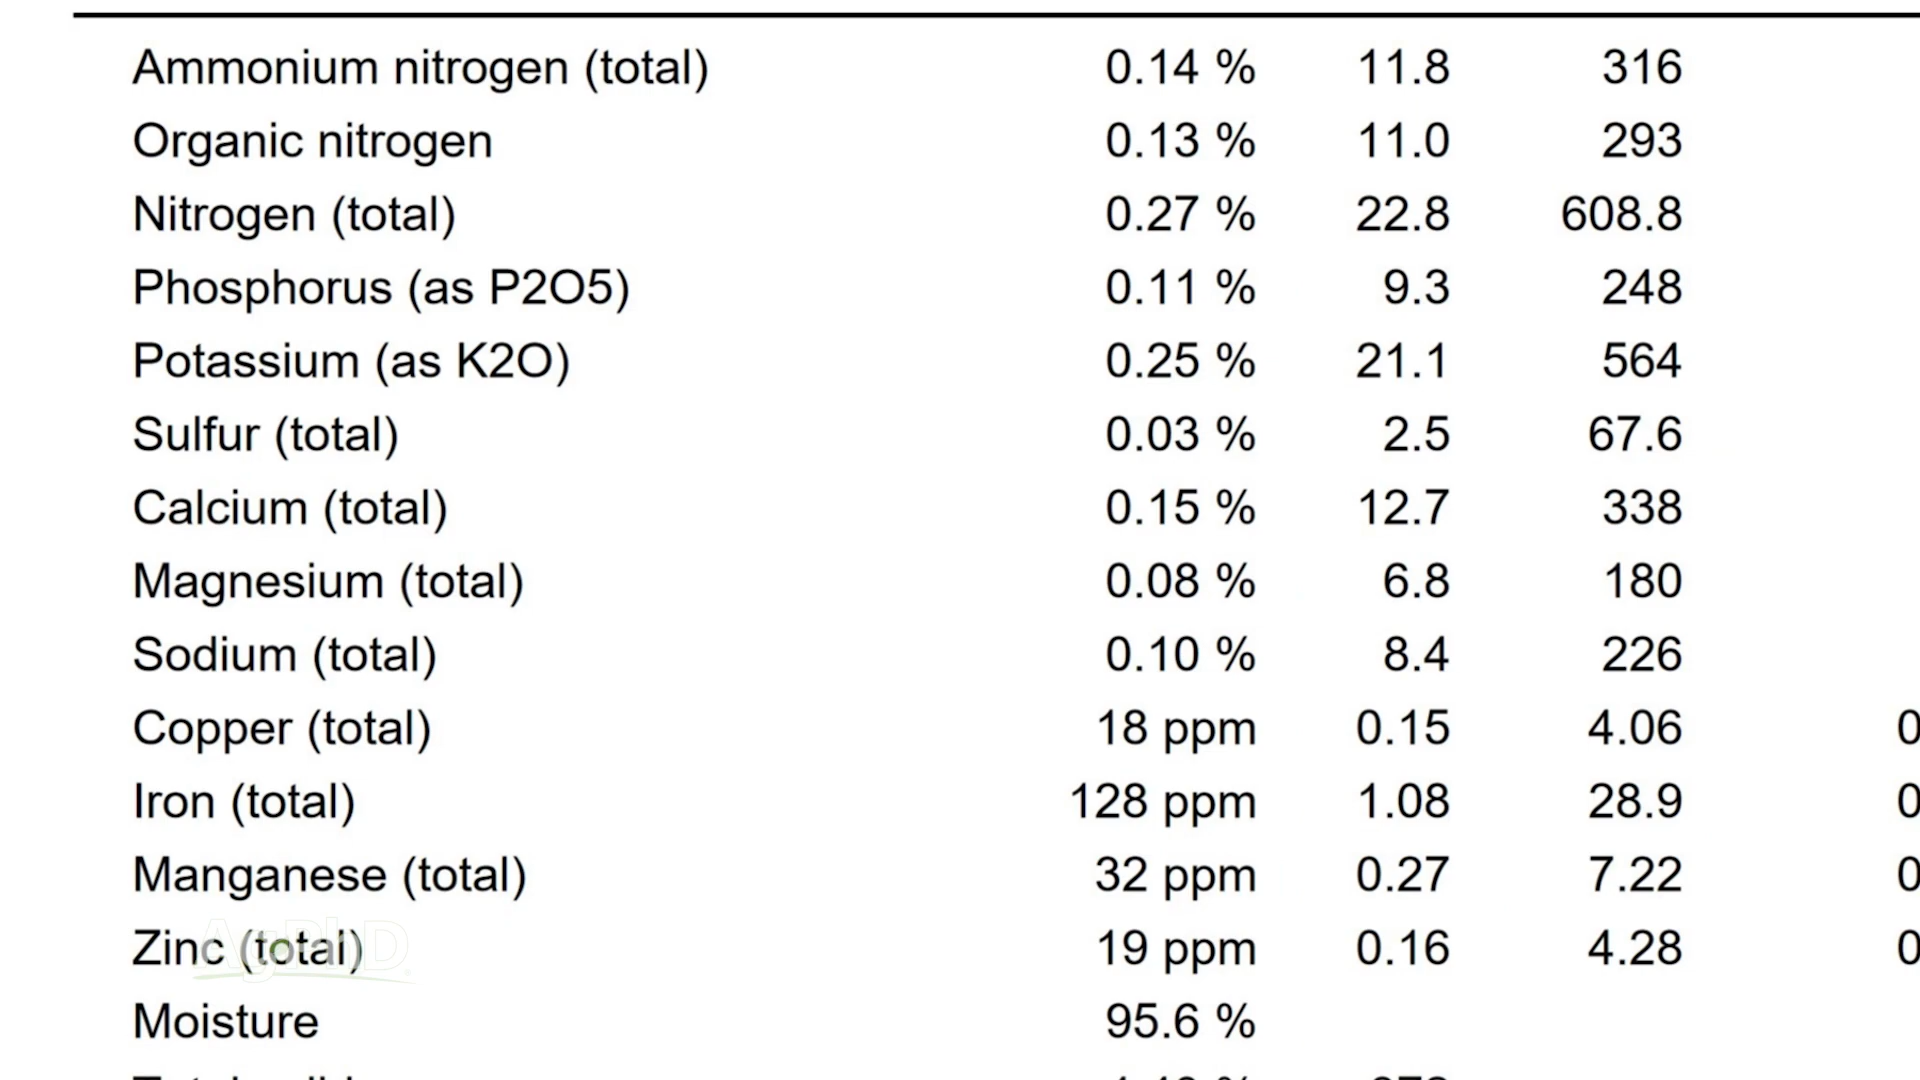 Ammonium nitrogen (total) 0.14 % 11.8 316
Organic nitrogen 0.13 % 11.0 293
Nitrogen (total) 0.27 % 22.8 608.8
Phosphorus (as P2O5) 0.11 % 9.3 248
Potassium (as K2O) 0.25 % 21.1 564
Sulfur (total) 0.03 % 2.5 67.6
Calcium (total) 0.15 % 12.7 338
Magnesium (total) 0.08 % 6.8 180
Sodium (total) 0.10 % 8.4 226
Copper (total) 18 ppm 0.15 4.06 0
Iron (total) 128 ppm 1.08 28.9 0
Manganese (total) 32 ppm 0.27 7.22 0
Zinc (total) 19 ppm 0.16 4.28 0
AgPhD
Moisture 95.6 %